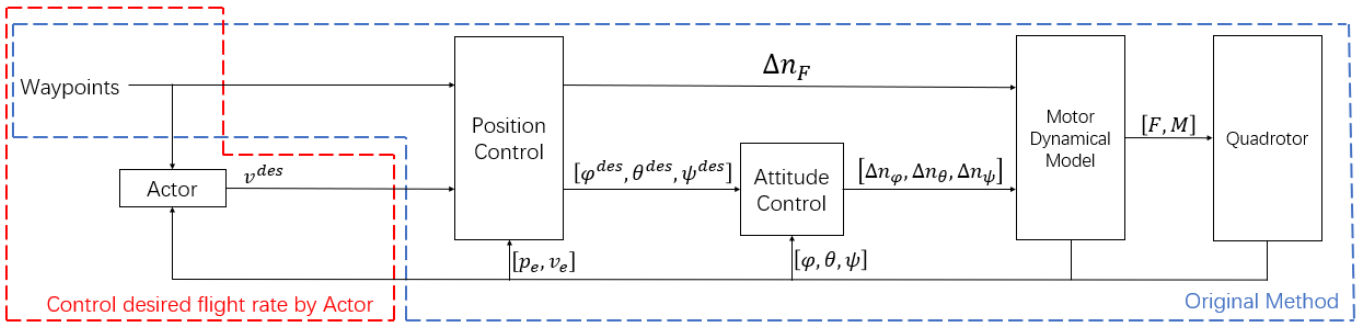 Waypoints
Actor
v^{des}
Position
Control
Δn_F
[φ^{des}, θ^{des}, ψ^{des}]
Attitude
Control
[Δn_φ, Δn_θ, Δn_ψ]
Motor
Dynamical
Model
[F, M]
Quadrotor
[p_e, v_e]
[φ, θ, ψ]
Control desired flight rate by Actor
Original Method